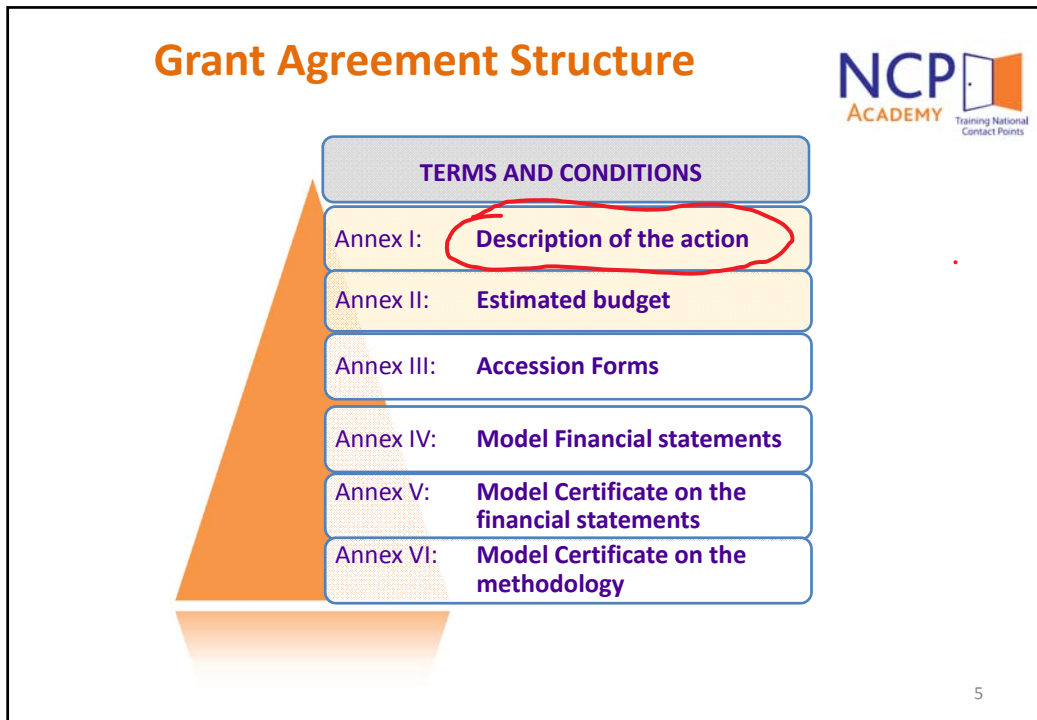 Grant Agreement Structure
NCP
ACADEMY
Training National
Contact Points
TERMS AND CONDITIONS
Annex I: Description of the action
Annex II: Estimated budget
Annex III: Accession Forms
Annex IV: Model Financial statements
Annex V: Model Certificate on the
financial statements
Annex VI: Model Certificate on the
methodology
5